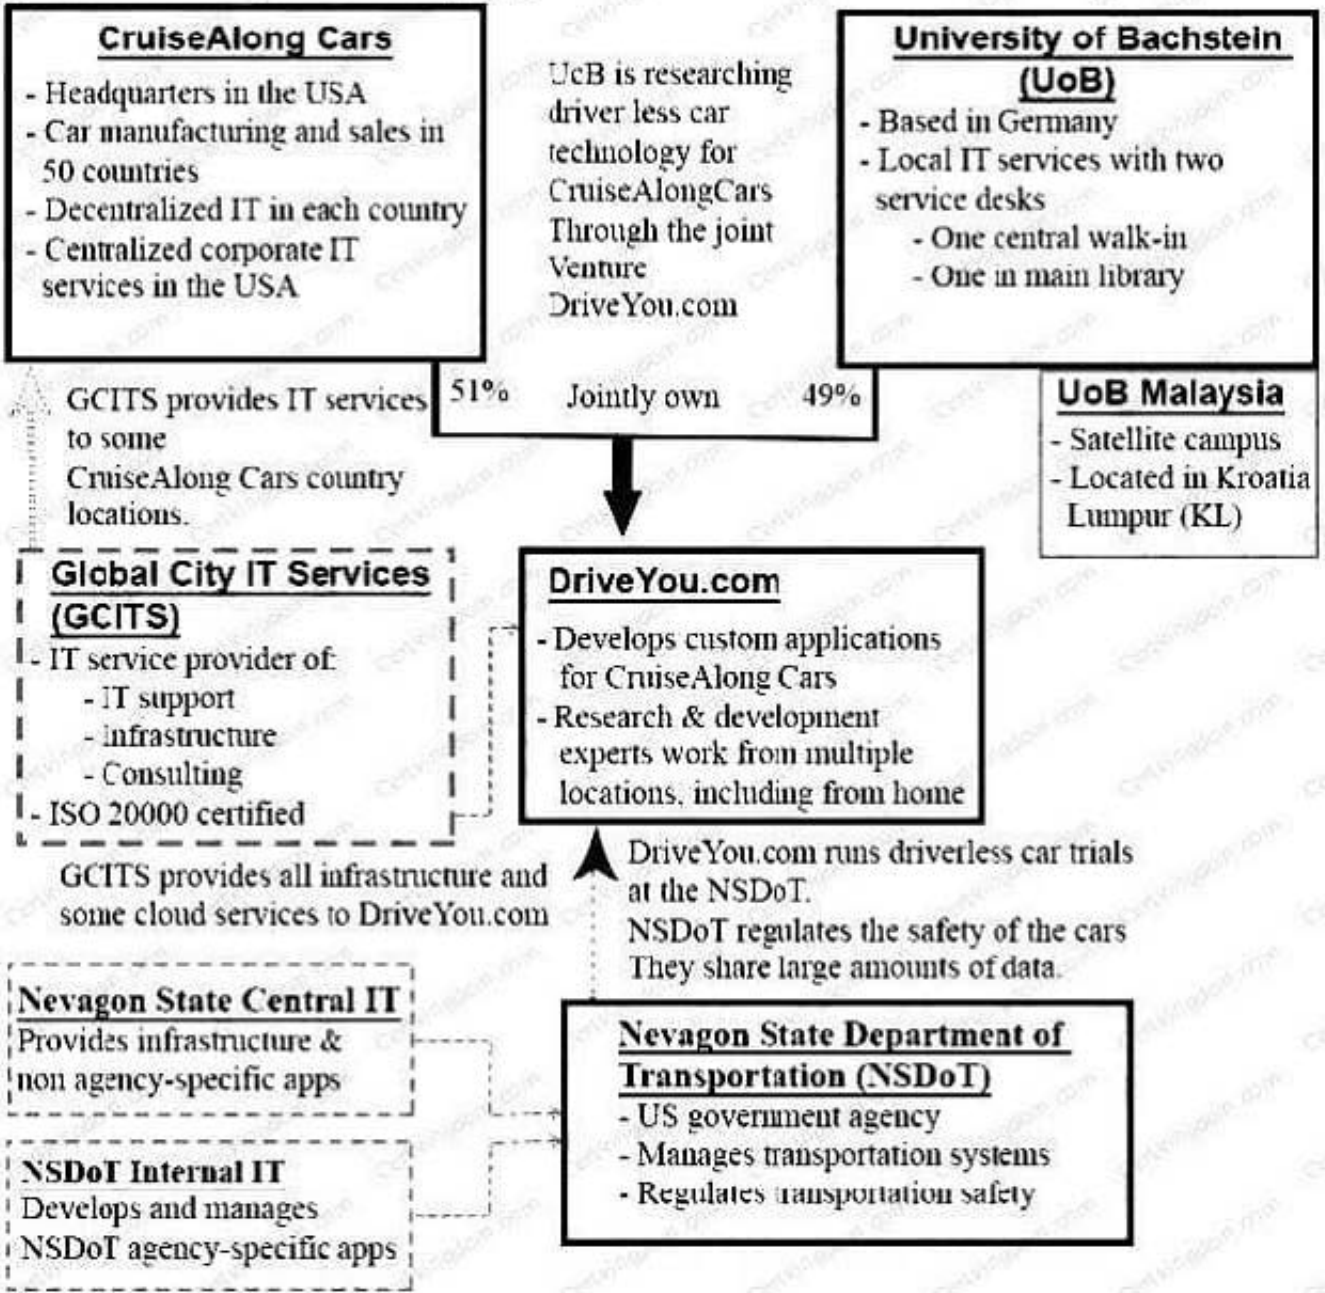 CruiseAlong Cars
- Headquarters in the USA
- Car manufacturing and sales in
50 countries
- Decentralized IT in each country
- Centralized corporate IT
services in the USA
UcB is researching
driver less car
technology for
CruiseAlongCars
Through the joint
Venture
DriveYou.com
University of Bachstein
(UoB)
- Based in Germany
- Local IT services with two
service desks
- One central walk-in
- One in main library
51% Jointly own 49%
UoB Malaysia
- Satellite campus
- Located in Kroatia
Lumpur (KL)
GCITS provides IT services
to some
CruiseAlong Cars country
locations.
Global City IT Services
(GCITS)
- IT service provider of:
- IT support
- Infrastructure
- Consulting
- ISO 20000 certified
DriveYou.com
- Develops custom applications
for CruiseAlong Cars
- Research & development
experts work from multiple
locations, including from home
GCITS provides all infrastructure and
some cloud services to DriveYou.com
DriveYou.com runs driverless car trials
at the NSDoT.
NSDoT regulates the safety of the cars
They share large amounts of data.
Nevagon State Central IT
Provides infrastructure &
non agency-specific apps
NSDoT Internal IT
Develops and manages
NSDoT agency-specific apps
Nevagon State Department of
Transportation (NSDoT)
- US government agency
- Manages transportation systems
- Regulates transportation safety